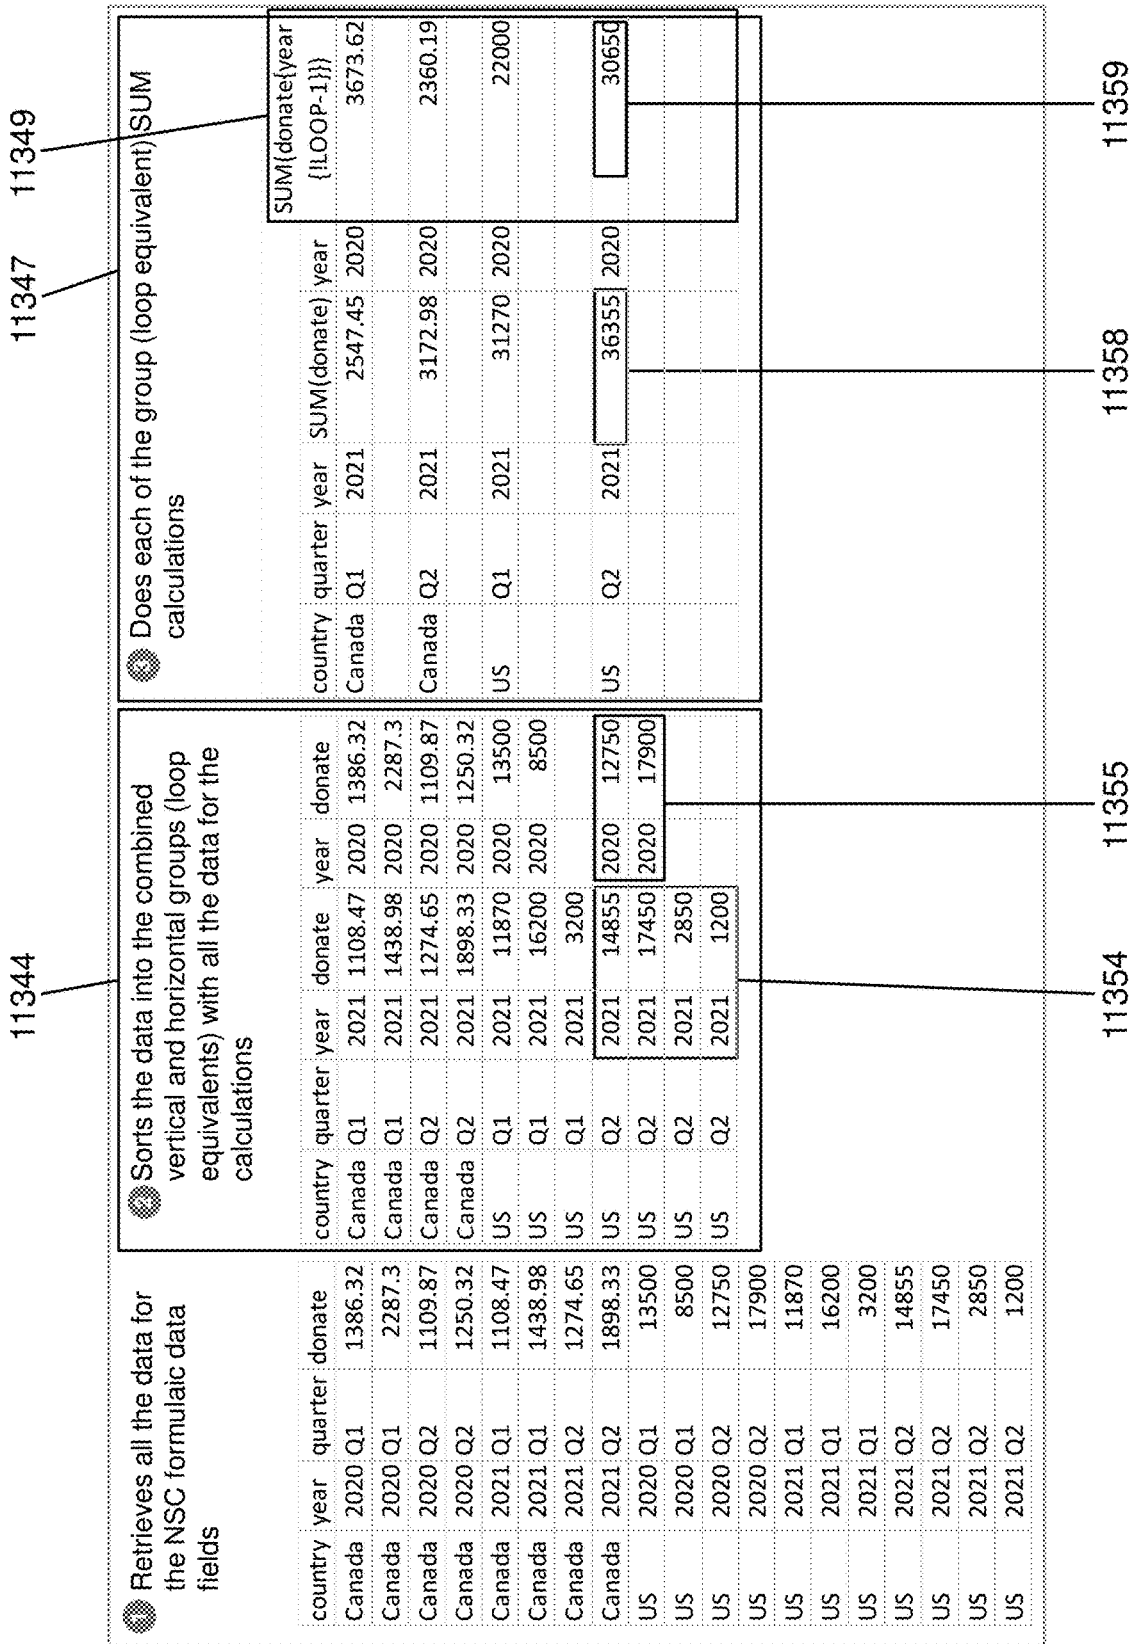 11344
11347
11349
Retrieves all the data for
the NSC formulaic data
fields
country year quarter donate
Canada 2020 Q1 1386.32
Canada 2020 Q1 2287.3
Canada 2020 Q2 1109.87
Canada 2020 Q2 1250.32
Canada 2021 Q1 1108.47
Canada 2021 Q1 1438.98
Canada 2021 Q2 1274.65
Canada 2021 Q2 1898.33
US 2020 Q1 13500
US 2020 Q1 8500
US 2020 Q2 12750
US 2020 Q2 17900
US 2021 Q1 11870
US 2021 Q1 16200
US 2021 Q1 3200
US 2021 Q2 14855
US 2021 Q2 17450
US 2021 Q2 2850
US 2021 Q2 1200
2 Sorts the data into the combined
vertical and horizontal groups (loop
equivalents) with all the data for the
calculations
country quarter year donate year donate
Canada Q1 2021 1108.47 2020 1386.32
Canada Q1 2021 1438.98 2020 2287.3
Canada Q2 2021 1274.65 2020 1109.87
Canada Q2 2021 1898.33 2020 1250.32
US Q1 2021 11870 2020 13500
US Q1 2021 16200 2020 8500
US Q1 2021 3200
US Q2 2021 14855 2020 12750
US Q2 2021 17450 2020 17900
US Q2 2021 2850
US Q2 2021 1200
3 Does each of the group (loop equivalent) SUM
calculations
SUM(donate{year
{!LOOP-1}})
country quarter year SUM(donate) year
Canada Q1 2021 2547.45 2020 3673.62
Canada Q2 2021 3172.98 2020 2360.19
US Q1 2021 31270 2020 22000
US Q2 2021 36355 2020 30650
11354
11355
11358
11359